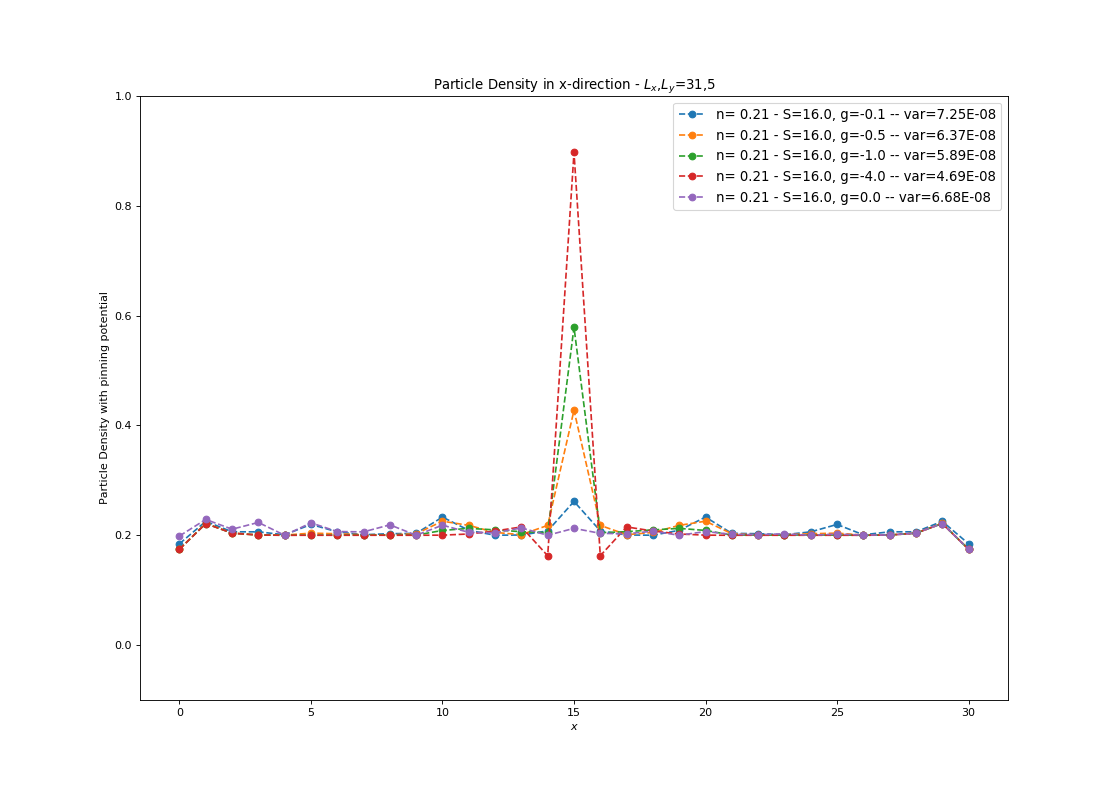 Particle Density in x-direction - Lx,Ly=31,5
n= 0.21 - S=16.0, g=-0.1 -- var=7.25E-08
n= 0.21 - S=16.0, g=-0.5 -- var=6.37E-08
n= 0.21 - S=16.0, g=-1.0 -- var=5.89E-08
n= 0.21 - S=16.0, g=-4.0 -- var=4.69E-08
n= 0.21 - S=16.0, g=0.0 -- var=6.68E-08
Particle Density with pinning potential
1.0
0.8
0.6
0.4
0.2
0.0
0 5 10 15 20 25 30
x